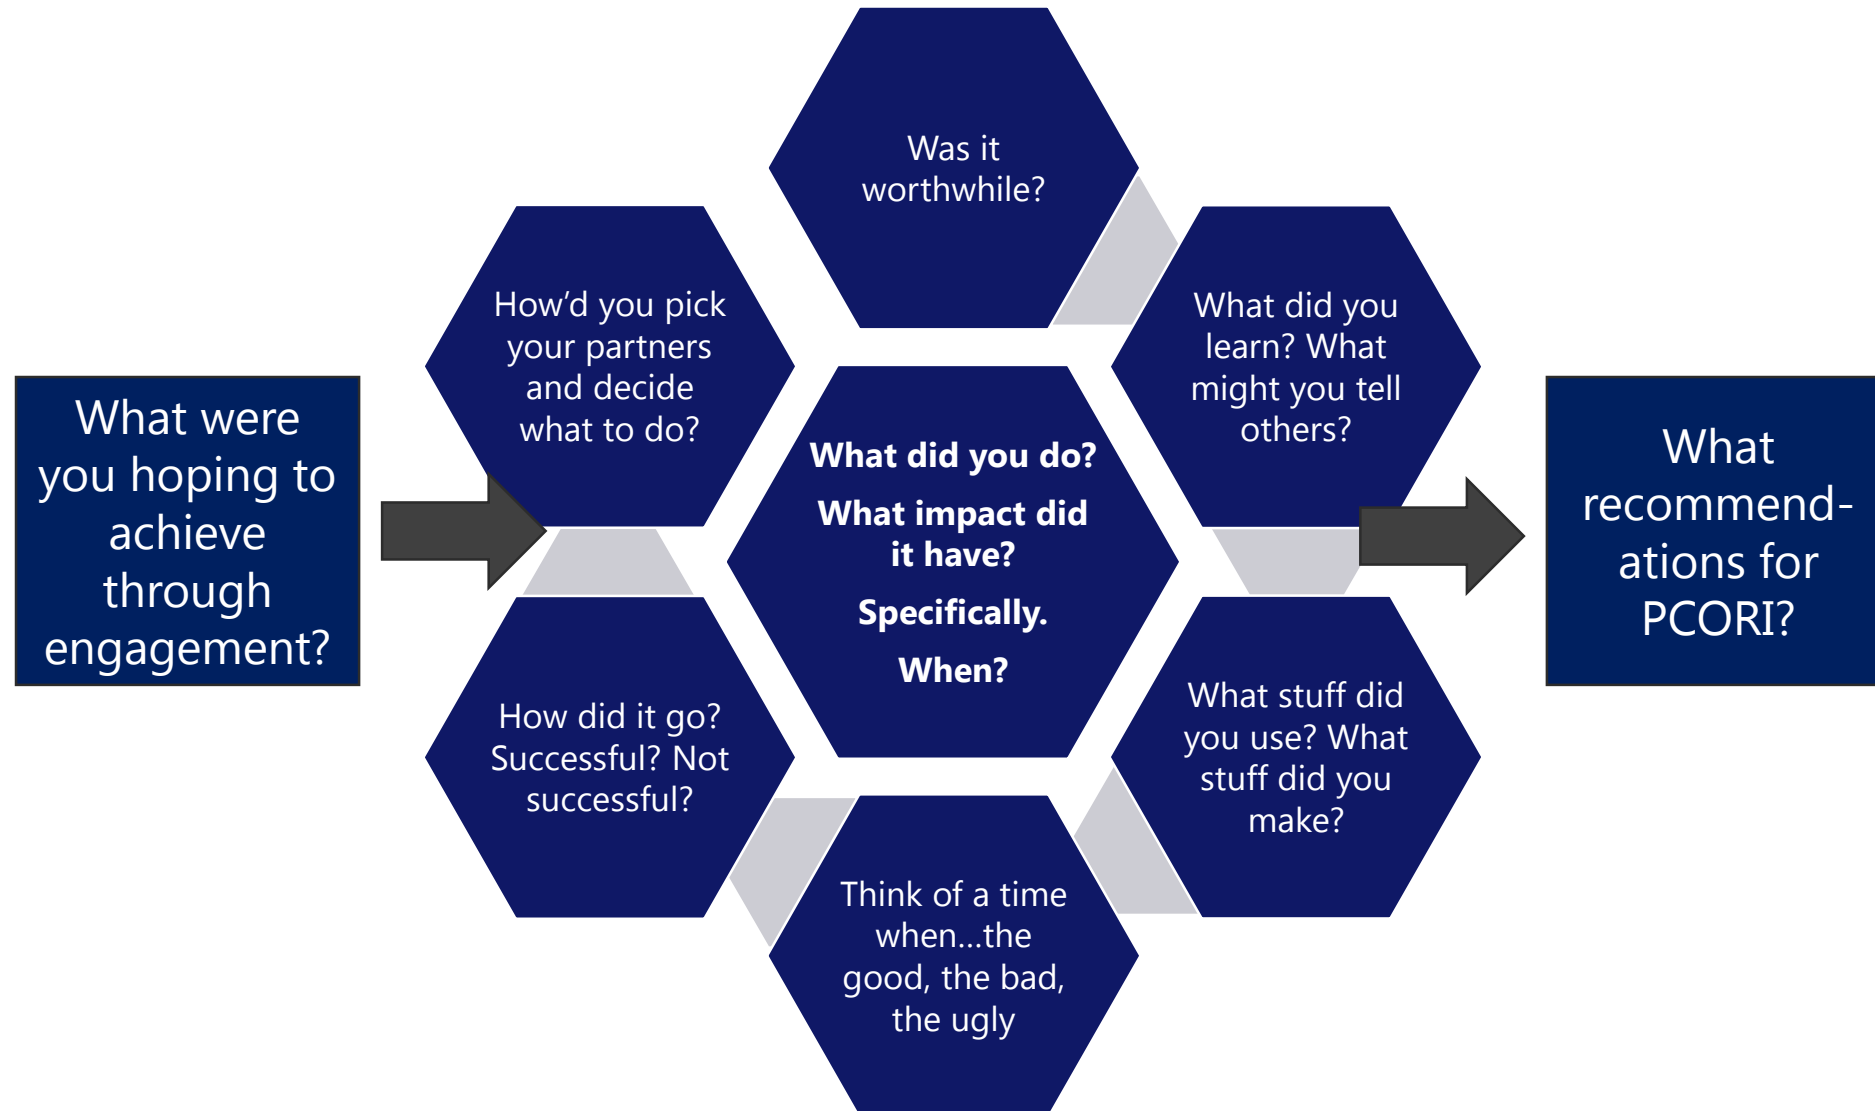 What were
you hoping to
achieve
through
engagement?
How’d you pick
your partners
and decide
what to do?
Was it
worthwhile?
What did you
learn? What
might you tell
others?
What did you do?
What impact did
it have?
Specifically.
When?
How did it go?
Successful? Not
successful?
Think of a time
when...the
good, the bad,
the ugly
What stuff did
you use? What
stuff did you
make?
What
recommend-
ations for
PCORI?